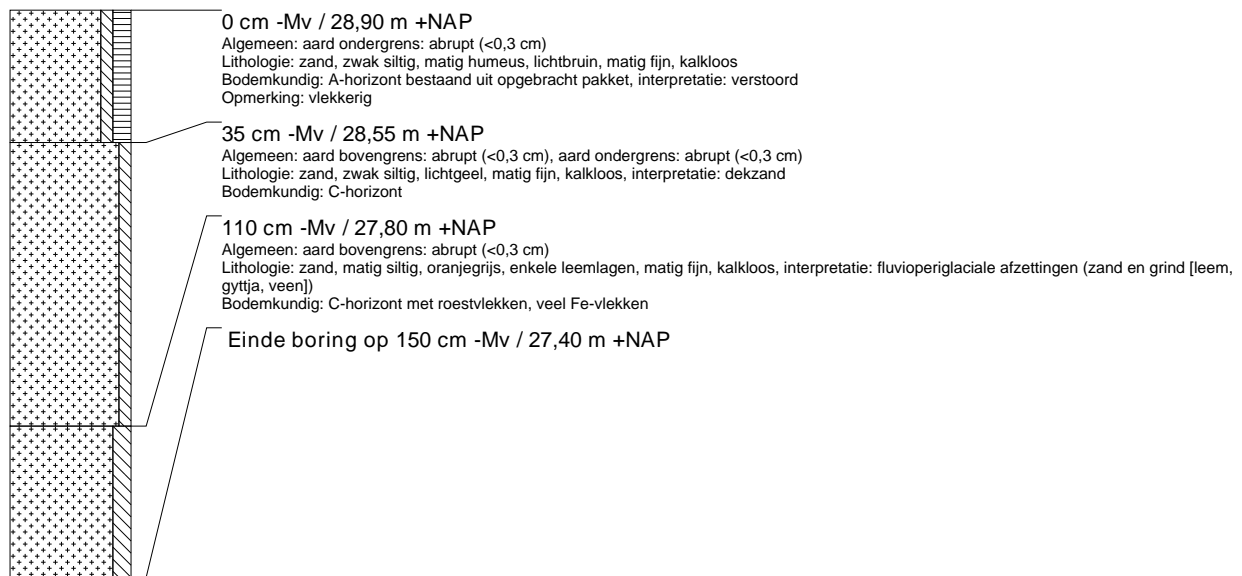 0 cm -Mv / 28,90 m +NAP
Algemeen: aard ondergrens: abrupt (<0,3 cm)
Lithologie: zand, zwak siltig, matig humeus, lichtbruin, matig fijn, kalkloos
Bodemkundig: A-horizont bestaand uit opgebracht pakket, interpretatie: verstoord
Opmerking: vlekkerig
35 cm -Mv / 28,55 m +NAP
Algemeen: aard bovengrens: abrupt (<0,3 cm), aard ondergrens: abrupt (<0,3 cm)
Lithologie: zand, zwak siltig, lichtgeel, matig fijn, kalkloos, interpretatie: dekzand
Bodemkundig: C-horizont
110 cm -Mv / 27,80 m +NAP
Algemeen: aard bovengrens: abrupt (<0,3 cm)
Lithologie: zand, matig siltig, oranjegrijs, enkele leemlagen, matig fijn, kalkloos, interpretatie: fluvioperiglaciale afzettingen (zand en grind [leem,
gyttja, veen])
Bodemkundig: C-horizont met roestvlekken, veel Fe-vlekken
Einde boring op 150 cm -Mv / 27,40 m +NAP